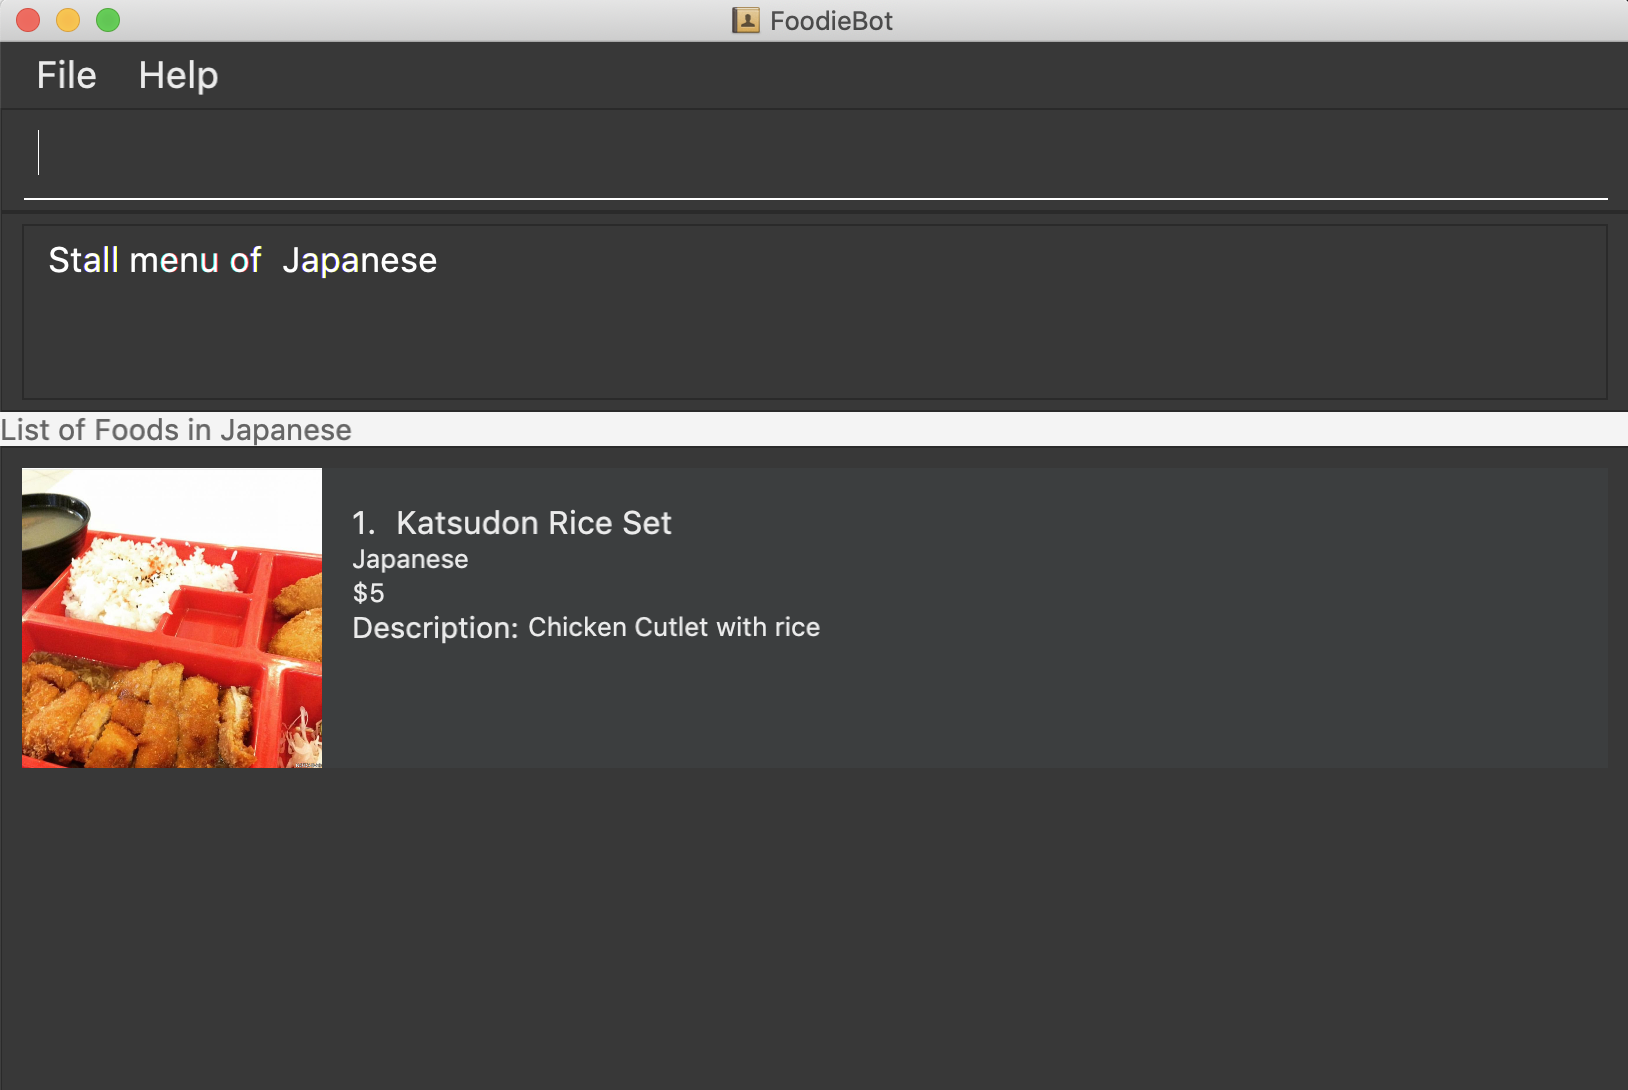 FoodieBot
File Help
Stall menu of  Japanese
List of Foods in Japanese
1. Katsudon Rice Set
Japanese
$5
Description: Chicken Cutlet with rice